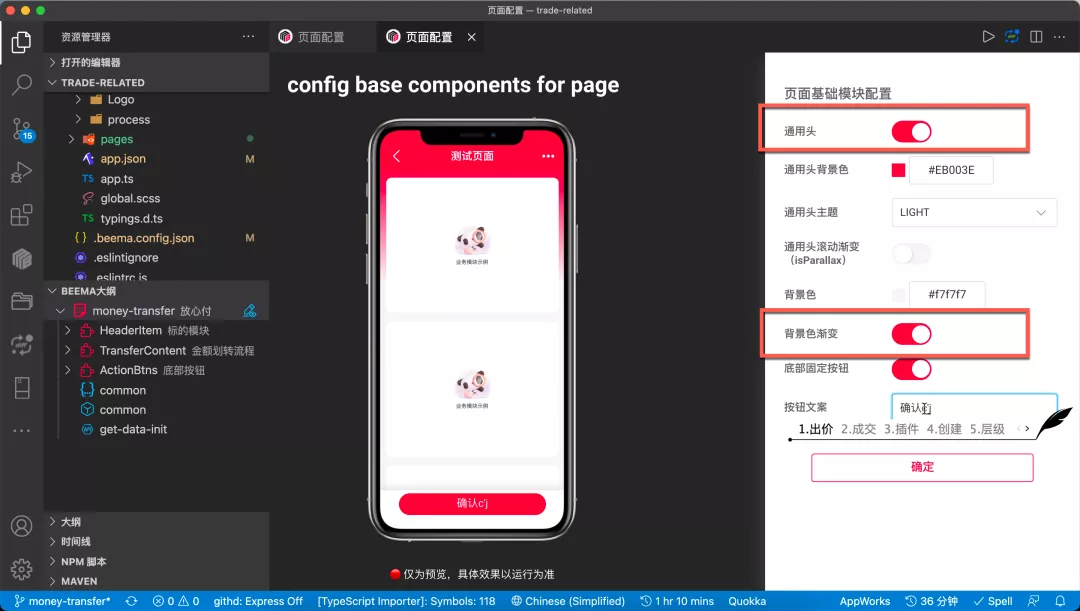 页面配置 — trade-related
资源管理器
页面配置
页面配置
打开的编辑器
TRADE-RELATED
Logo
process
pages
app.json M
TS app.ts
global.scss
TS typings.d.ts
{ } .beema.config.json M
.eslintignore
.eslintrc.js
15
BEEMA大纲
money-transfer 放心付
HeaderItem 标的模块
TransferContent 金额划转流程
ActionBtns 底部按钮
common
common
get-data-init
大纲
时间线
NPM 脚本
MAVEN
config base components for page
测试页面
业务模块示例
业务模块示例
确认c'j
仅为预览，具体效果以运行为准
页面基础模块配置
通用头
通用头背景色 #EB003E
通用头主题 LIGHT
通用头滚动渐变
（isParallax）
背景色 #f7f7f7
背景色渐变
底部固定按钮
按钮文案 确认c'j
1.出价 2.成交 3.插件 4.创建 5.层级
确定
money-transfer* 0 0 githd: Express Off [TypeScript Importer]: Symbols: 118 Chinese (Simplified) 1 hr 10 mins Quokka AppWorks 36 分钟 Spell